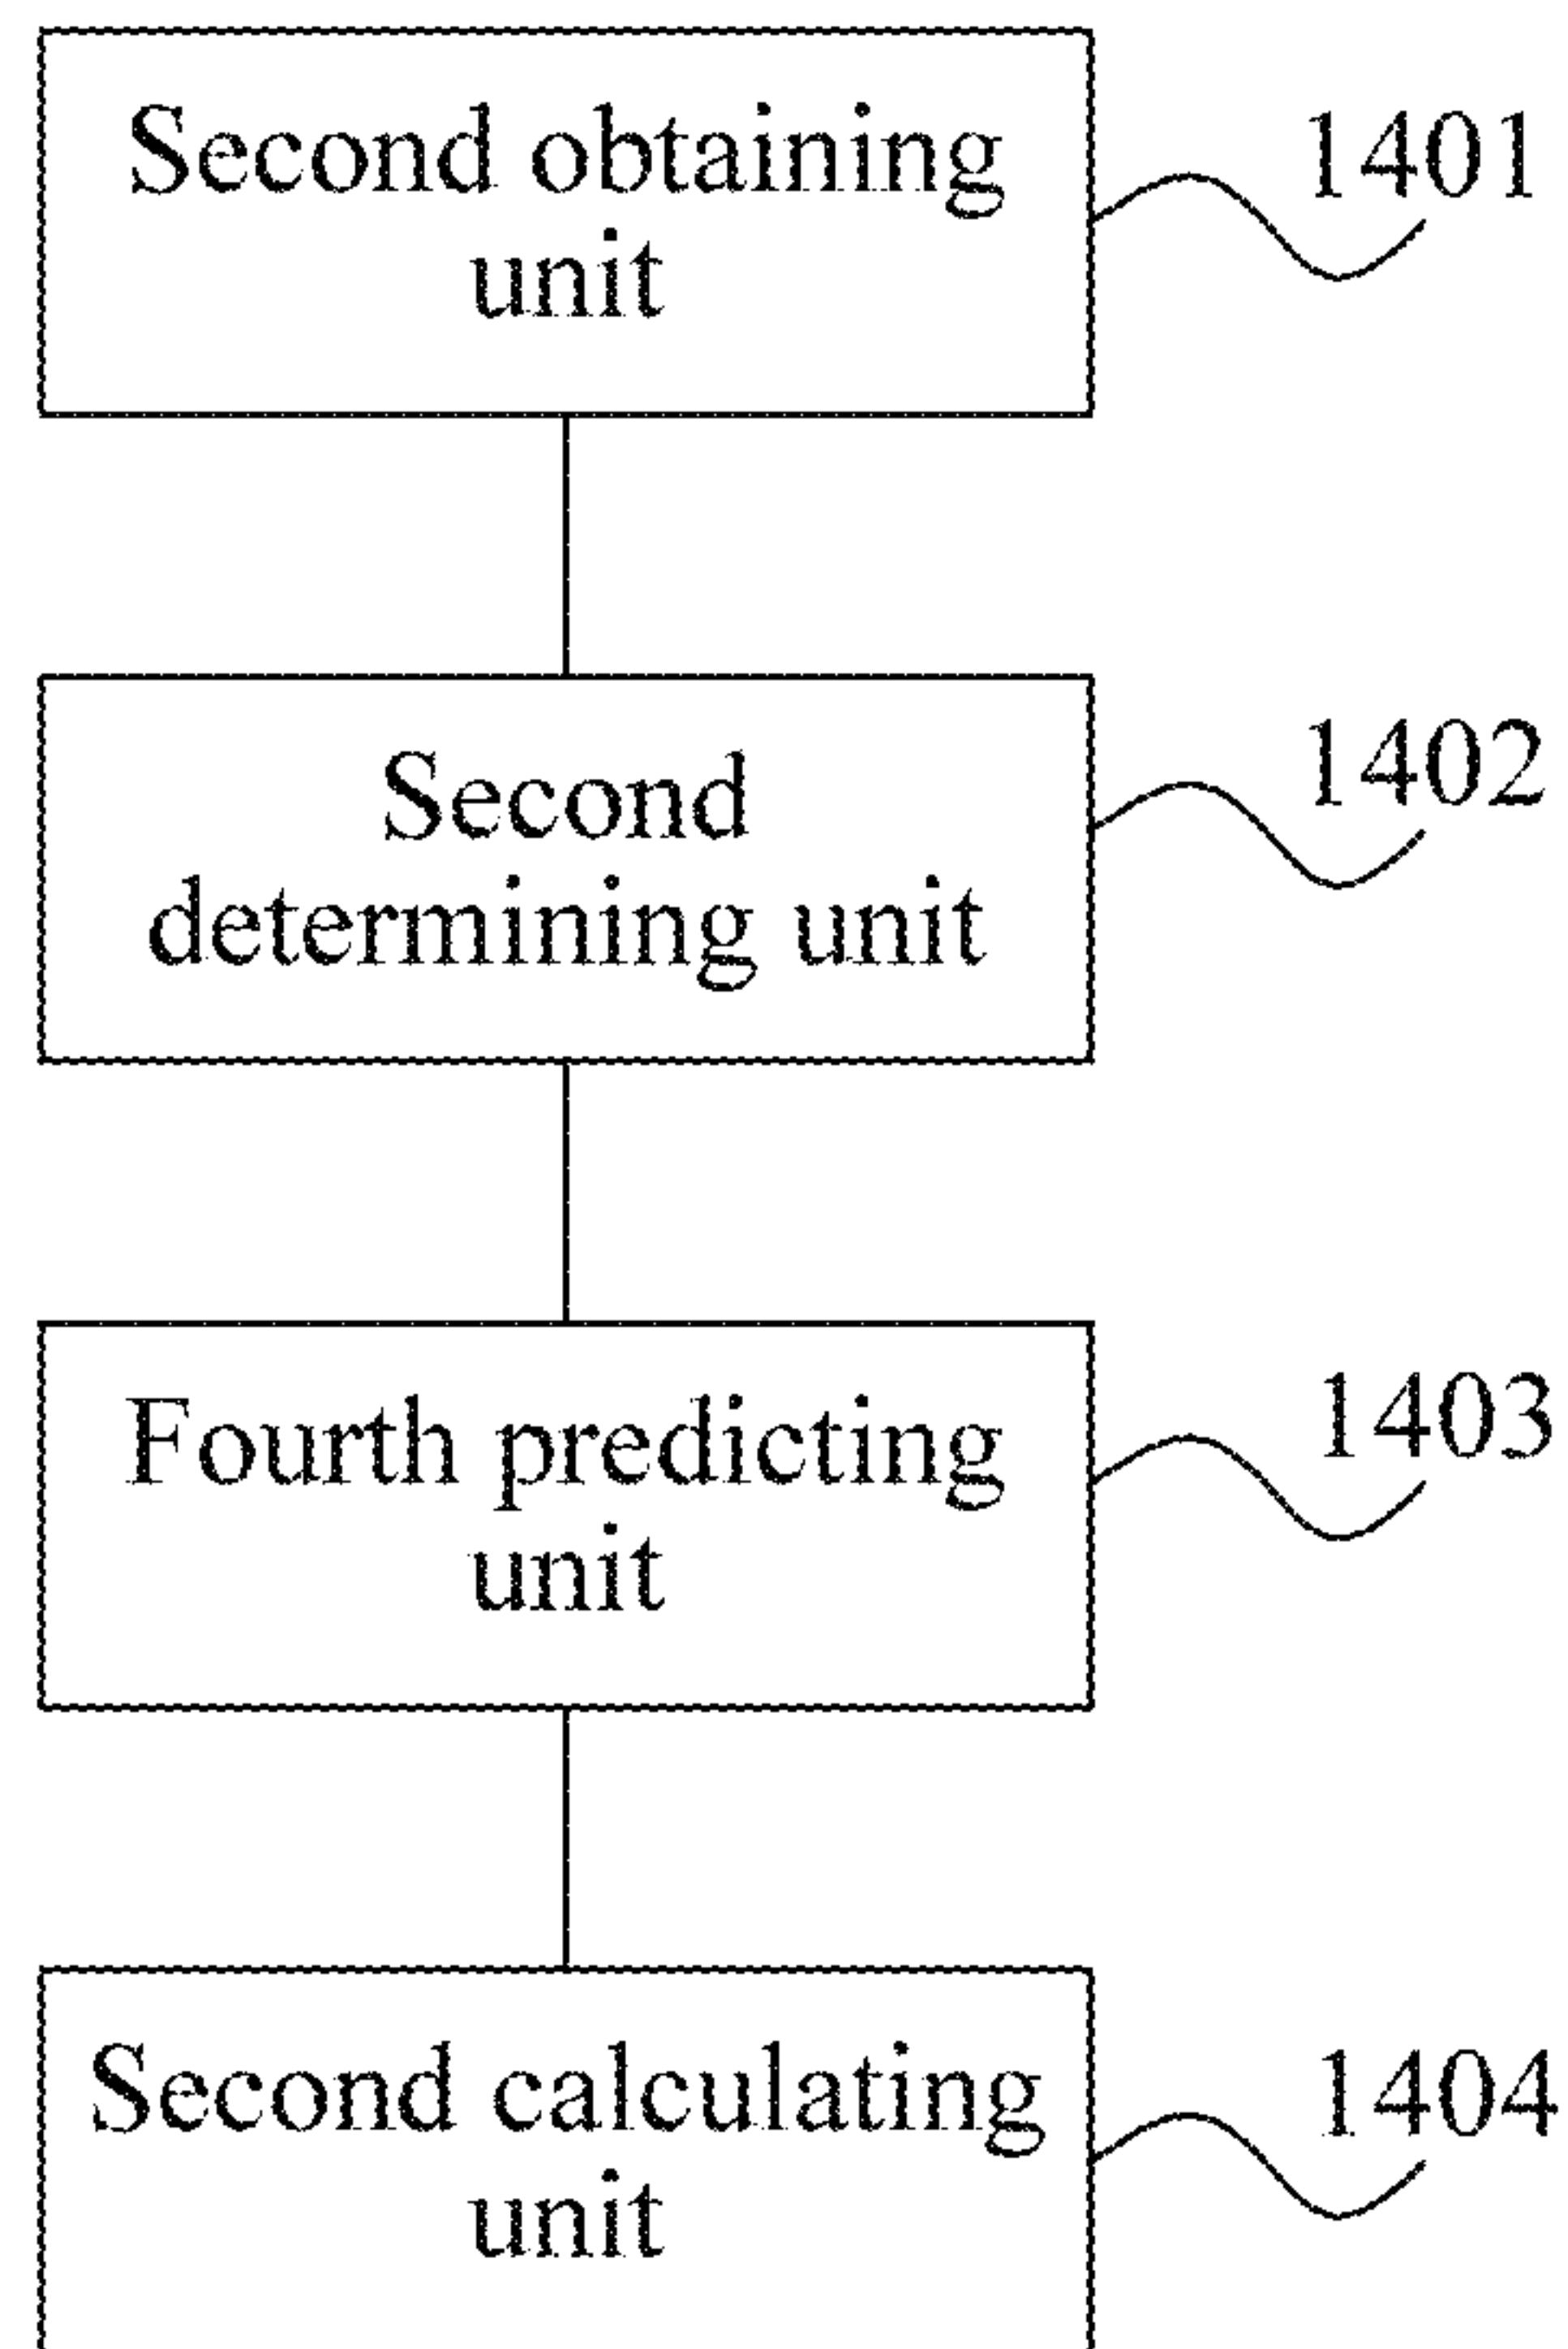 Second obtaining
unit
1401
Second
determining unit
1402
Fourth predicting
unit
1403
Second calculating
unit
1404